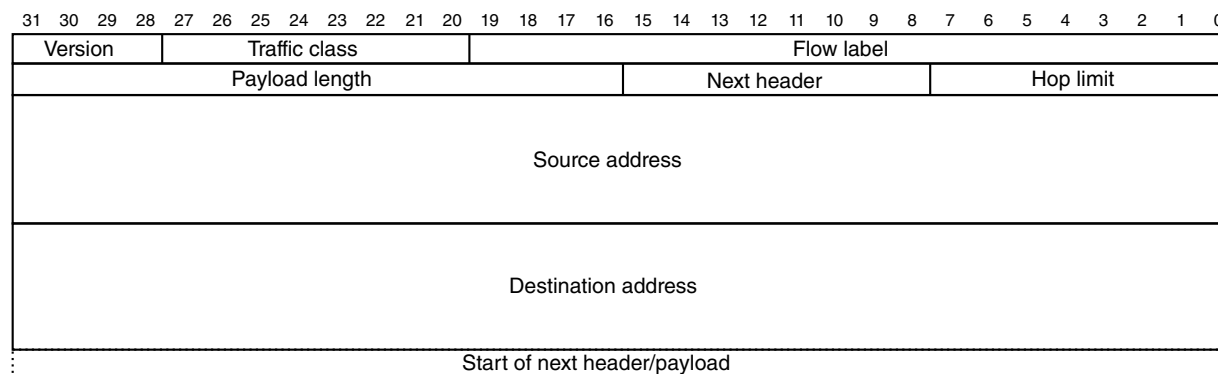 31 30 29 28 27 26 25 24 23 22 21 20 19 18 17 16 15 14 13 12 11 10 9 8 7 6 5 4 3 2 1 0
Version Traffic class Flow label
Payload length Next header Hop limit
Source address
Destination address
Start of next header/payload